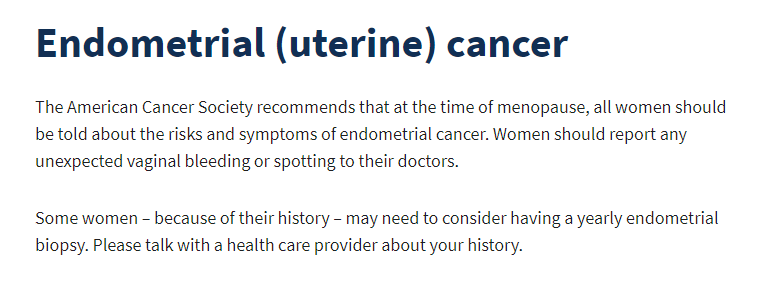 Endometrial (uterine) cancer
The American Cancer Society recommends that at the time of menopause, all women should
be told about the risks and symptoms of endometrial cancer. Women should report any
unexpected vaginal bleeding or spotting to their doctors.
Some women – because of their history – may need to consider having a yearly endometrial
biopsy. Please talk with a health care provider about your history.